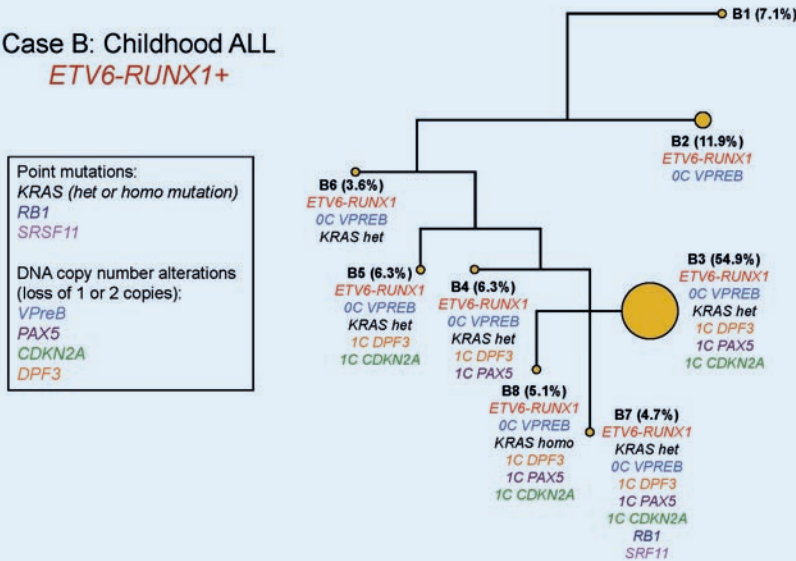 Case B: Childhood ALL
ETV6-RUNX1+
Point mutations:
KRAS (het or homo mutation)
RB1
SRSF11
DNA copy number alterations
(loss of 1 or 2 copies):
VPreB
PAX5
CDKN2A
DPF3
B1 (7.1%)
B2 (11.9%)
ETV6-RUNX1
0C VPREB
B6 (3.6%)
ETV6-RUNX1
0C VPREB
KRAS het
B5 (6.3%)
ETV6-RUNX1
0C VPREB
KRAS het
1C DPF3
1C CDKN2A
B4 (6.3%)
ETV6-RUNX1
0C VPREB
KRAS het
1C DPF3
1C PAX5
B3 (54.9%)
ETV6-RUNX1
0C VPREB
KRAS het
1C DPF3
1C PAX5
1C CDKN2A
B8 (5.1%)
ETV6-RUNX1
0C VPREB
KRAS homo
1C DPF3
1C PAX5
1C CDKN2A
B7 (4.7%)
ETV6-RUNX1
KRAS het
0C VPREB
1C DPF3
1C PAX5
1C CDKN2A
RB1
SRF11